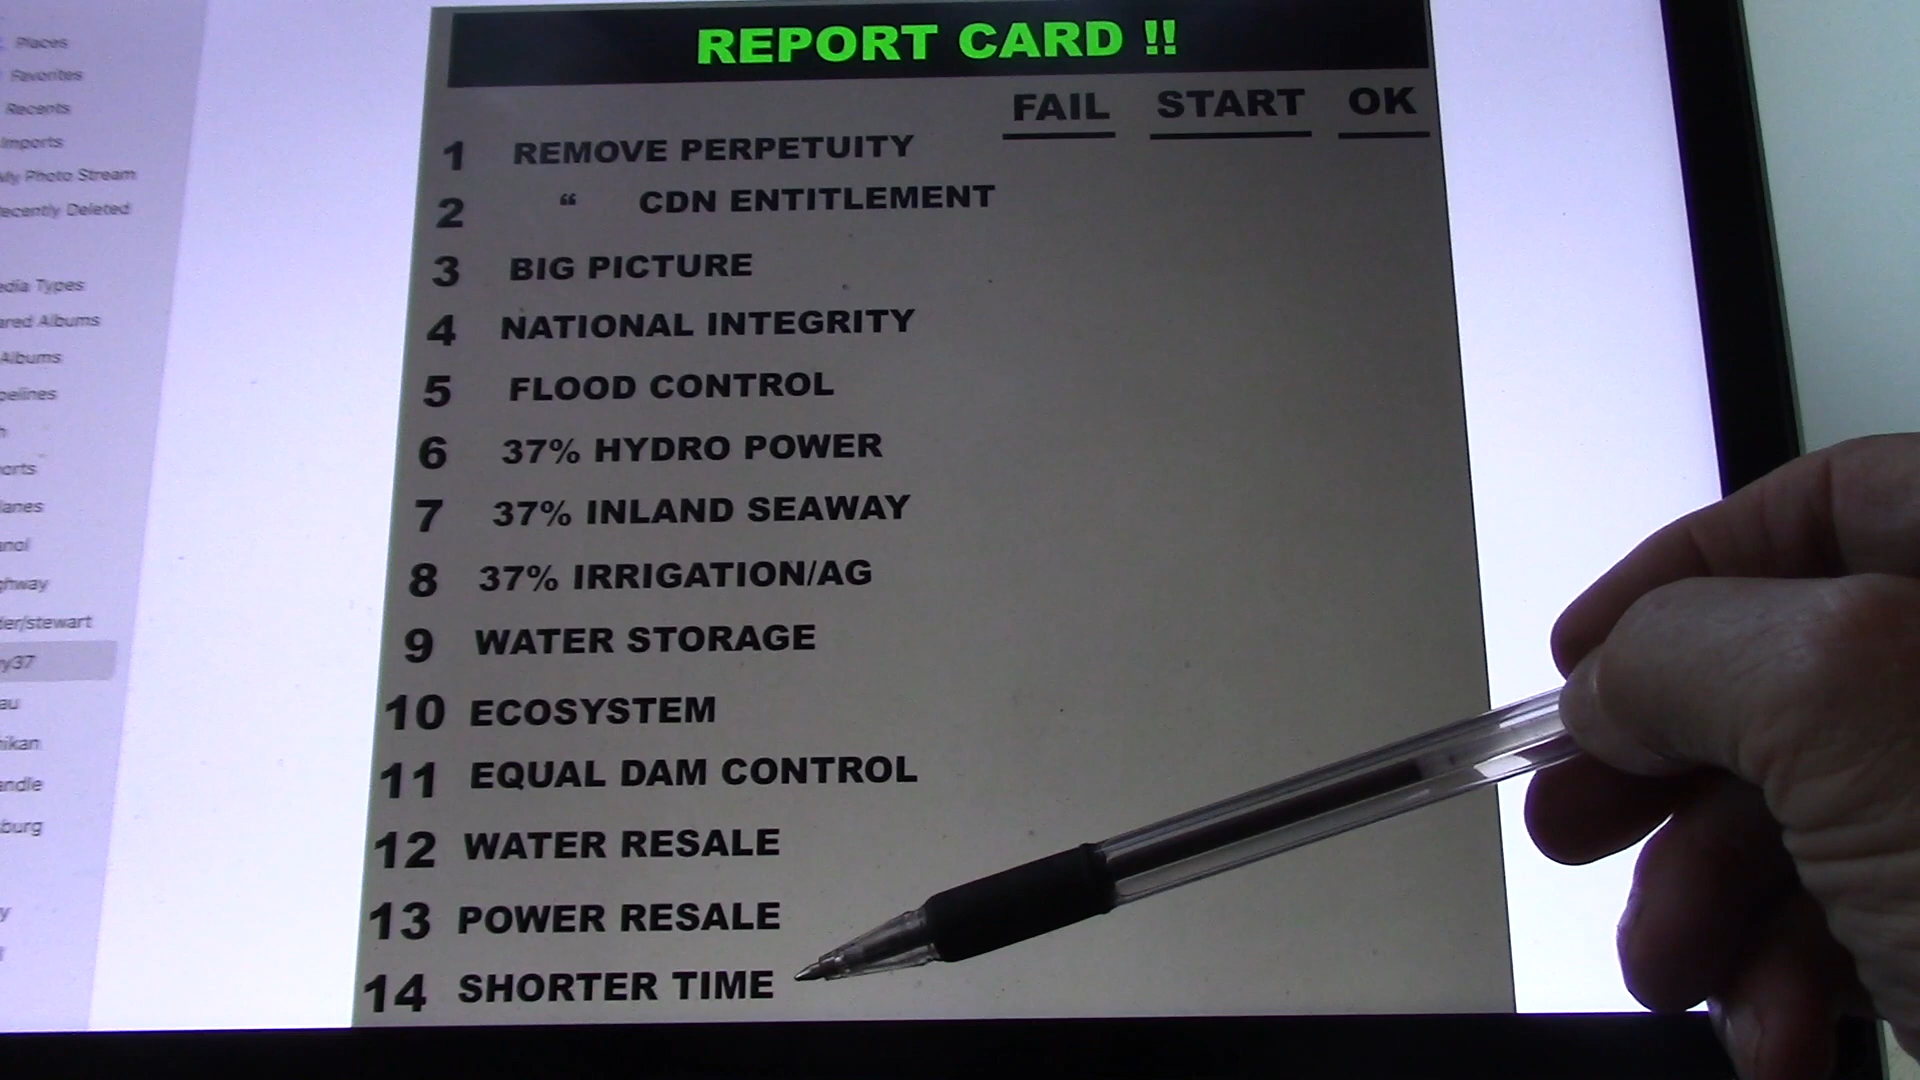 Places
Favorites
Recents
Imports
My Photo Stream
Recently Deleted
Types
Albums
Albums
REPORT CARD !!
FAIL START OK
1 REMOVE PERPETUITY
2 “ CDN ENTITLEMENT
3 BIG PICTURE
4 NATIONAL INTEGRITY
5 FLOOD CONTROL
6 37% HYDRO POWER
7 37% INLAND SEAWAY
8 37% IRRIGATION/AG
9 WATER STORAGE
10 ECOSYSTEM
11 EQUAL DAM CONTROL
12 WATER RESALE
13 POWER RESALE
14 SHORTER TIME